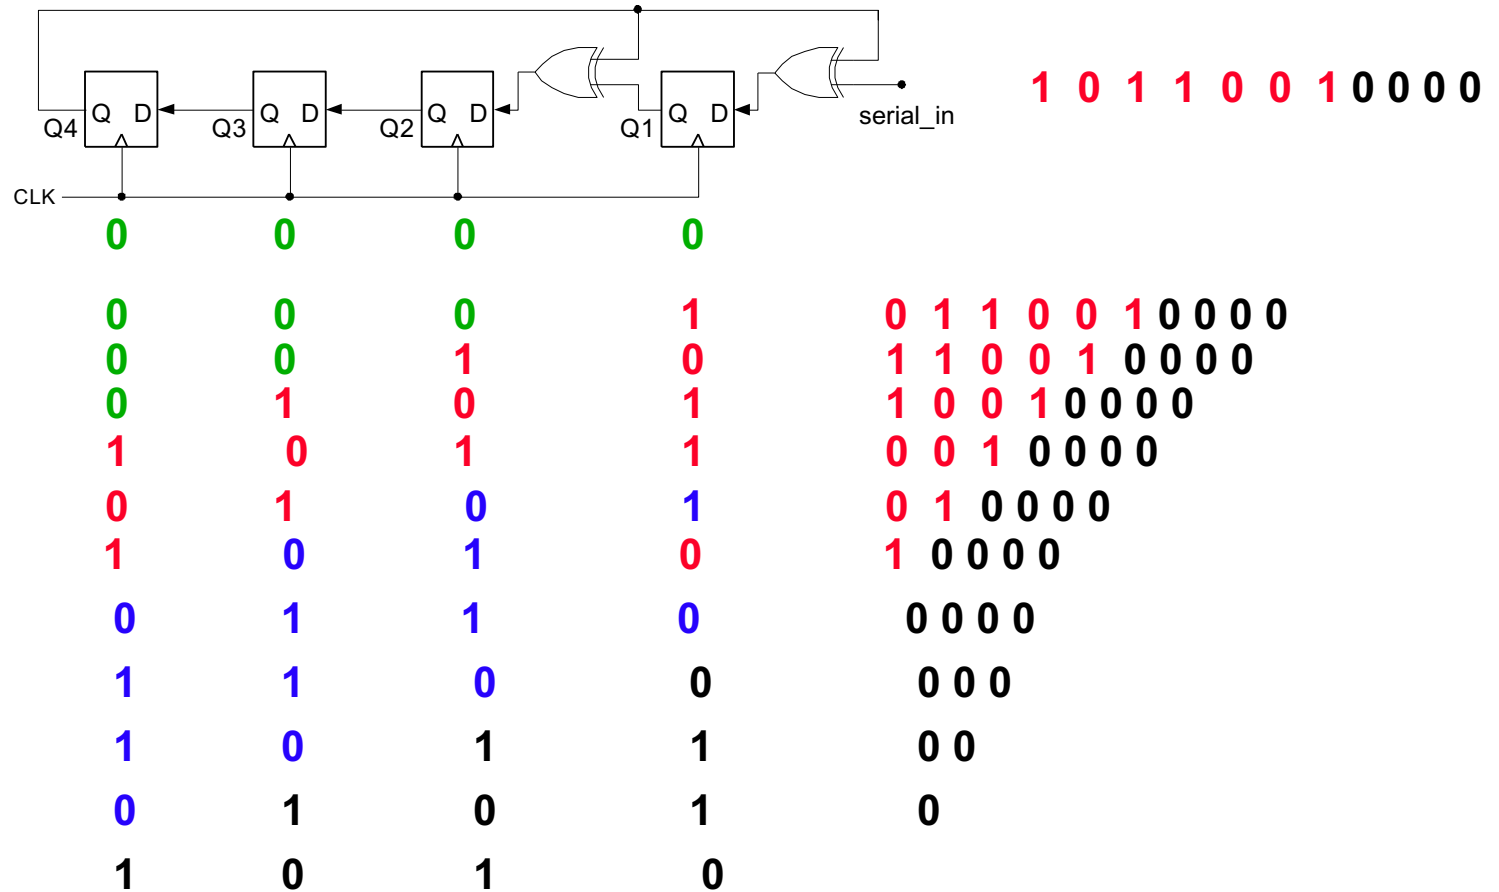 1 0 1 1 0 0 1 0 0 0 0
Q D Q D Q D Q D
Q4 Q3 Q2 Q1 serial_in
CLK
0 0 0 0
0 0 0 1 0 1 1 0 0 1 0 0 0 0
0 0 1 0 1 1 0 0 1 0 0 0 0
0 1 0 1 1 0 0 1 0 0 0 0
1 0 1 1 0 0 1 0 0 0 0
0 1 0 1 0 1 0 0 0 0
1 0 1 0 1 0 0 0 0
0 1 1 0 0 0 0 0
1 1 0 0 0 0 0
1 0 1 1 0 0
0 1 0 1 0
1 0 1 0